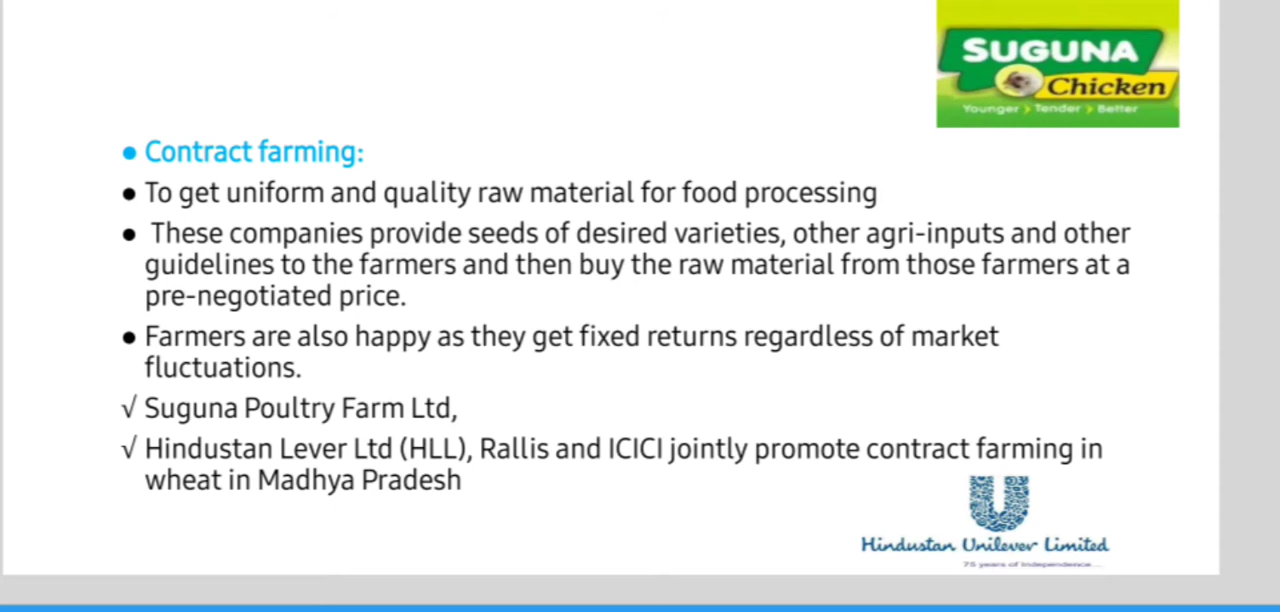 SUGUNA
Chicken
Younger › Tender › Better
● Contract farming:
● To get uniform and quality raw material for food processing
● These companies provide seeds of desired varieties, other agri-inputs and other
guidelines to the farmers and then buy the raw material from those farmers at a
pre-negotiated price.
● Farmers are also happy as they get fixed returns regardless of market
fluctuations.
√ Suguna Poultry Farm Ltd,
√ Hindustan Lever Ltd (HLL), Rallis and ICICI jointly promote contract farming in
wheat in Madhya Pradesh
Hindustan Unilever Limited
75 years of Independence...